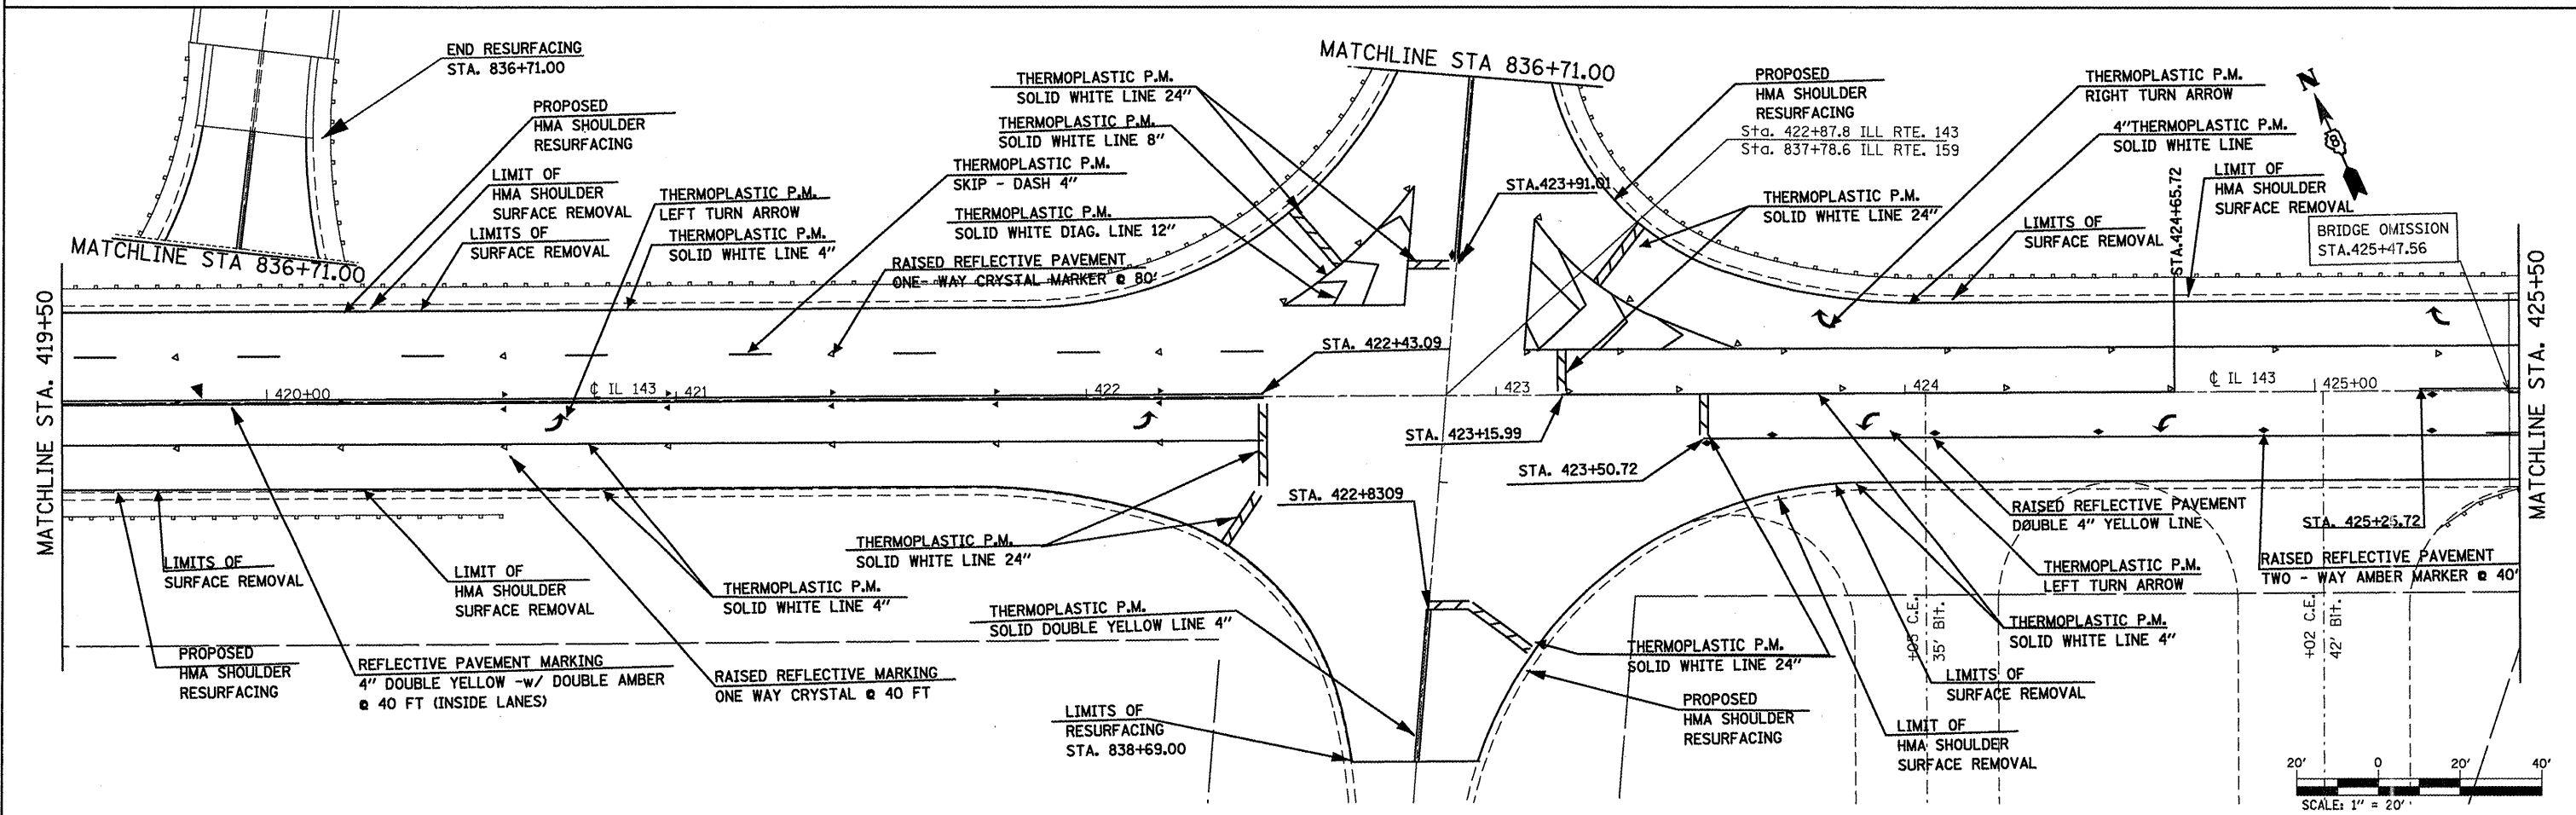 END RESURFACING
STA. 836+71.00
MATCHLINE STA 836+71.00
PROPOSED
HMA SHOULDER
RESURFACING
LIMIT OF
HMA SHOULDER
SURFACE REMOVAL
LIMITS OF
SURFACE REMOVAL
THERMOPLASTIC P.M.
LEFT TURN ARROW
THERMOPLASTIC P.M.
SOLID WHITE LINE 4"
THERMOPLASTIC P.M.
SOLID WHITE LINE 24"
THERMOPLASTIC P.M.
SOLID WHITE LINE 8"
THERMOPLASTIC P.M.
SKIP - DASH 4"
THERMOPLASTIC P.M.
SOLID WHITE DIAG. LINE 12"
RAISED REFLECTIVE PAVEMENT
ONE- WAY CRYSTAL MARKER @ 80'
MATCHLINE STA 836+71.00
STA.423+91.01
PROPOSED
HMA SHOULDER
RESURFACING
Sta. 422+87.8 ILL RTE. 143
Sta. 837+78.6 ILL RTE. 159
THERMOPLASTIC P.M.
SOLID WHITE LINE 24"
THERMOPLASTIC P.M.
RIGHT TURN ARROW
4"THERMOPLASTIC P.M.
SOLID WHITE LINE
LIMIT OF
HMA SHOULDER
SURFACE REMOVAL
LIMITS OF
SURFACE REMOVAL
STA.424+65.72
N
BRIDGE OMISSION
STA.425+47.56
MATCHLINE STA. 419+50
MATCHLINE STA. 425+50
STA. 422+43.09
420+00
℄ IL 143
421
422
423
424
℄ IL 143
425+00
STA. 423+15.99
STA. 423+50.72
STA. 422+8309
RAISED REFLECTIVE PAVEMENT
DOUBLE 4" YELLOW LINE
STA. 425+25.72
LIMITS OF
SURFACE REMOVAL
LIMIT OF
HMA SHOULDER
SURFACE REMOVAL
THERMOPLASTIC P.M.
SOLID WHITE LINE 4"
THERMOPLASTIC P.M.
SOLID WHITE LINE 24"
THERMOPLASTIC P.M.
SOLID DOUBLE YELLOW LINE 4"
THERMOPLASTIC P.M.
LEFT TURN ARROW
RAISED REFLECTIVE PAVEMENT
TWO - WAY AMBER MARKER @ 40'
THERMOPLASTIC P.M.
SOLID WHITE LINE 4"
+05 C.E.
35' Bit.
+02 C.E.
42' Bit.
PROPOSED
HMA SHOULDER
RESURFACING
REFLECTIVE PAVEMENT MARKING
4" DOUBLE YELLOW -w/ DOUBLE AMBER
@ 40 FT (INSIDE LANES)
RAISED REFLECTIVE MARKING
ONE WAY CRYSTAL @ 40 FT
THERMOPLASTIC P.M.
SOLID WHITE LINE 24"
LIMITS OF
SURFACE REMOVAL
PROPOSED
HMA SHOULDER
RESURFACING
LIMITS OF
RESURFACING
STA. 838+69.00
LIMIT OF
HMA SHOULDER
SURFACE REMOVAL
20' 0 20' 40'
SCALE: 1" = 20'